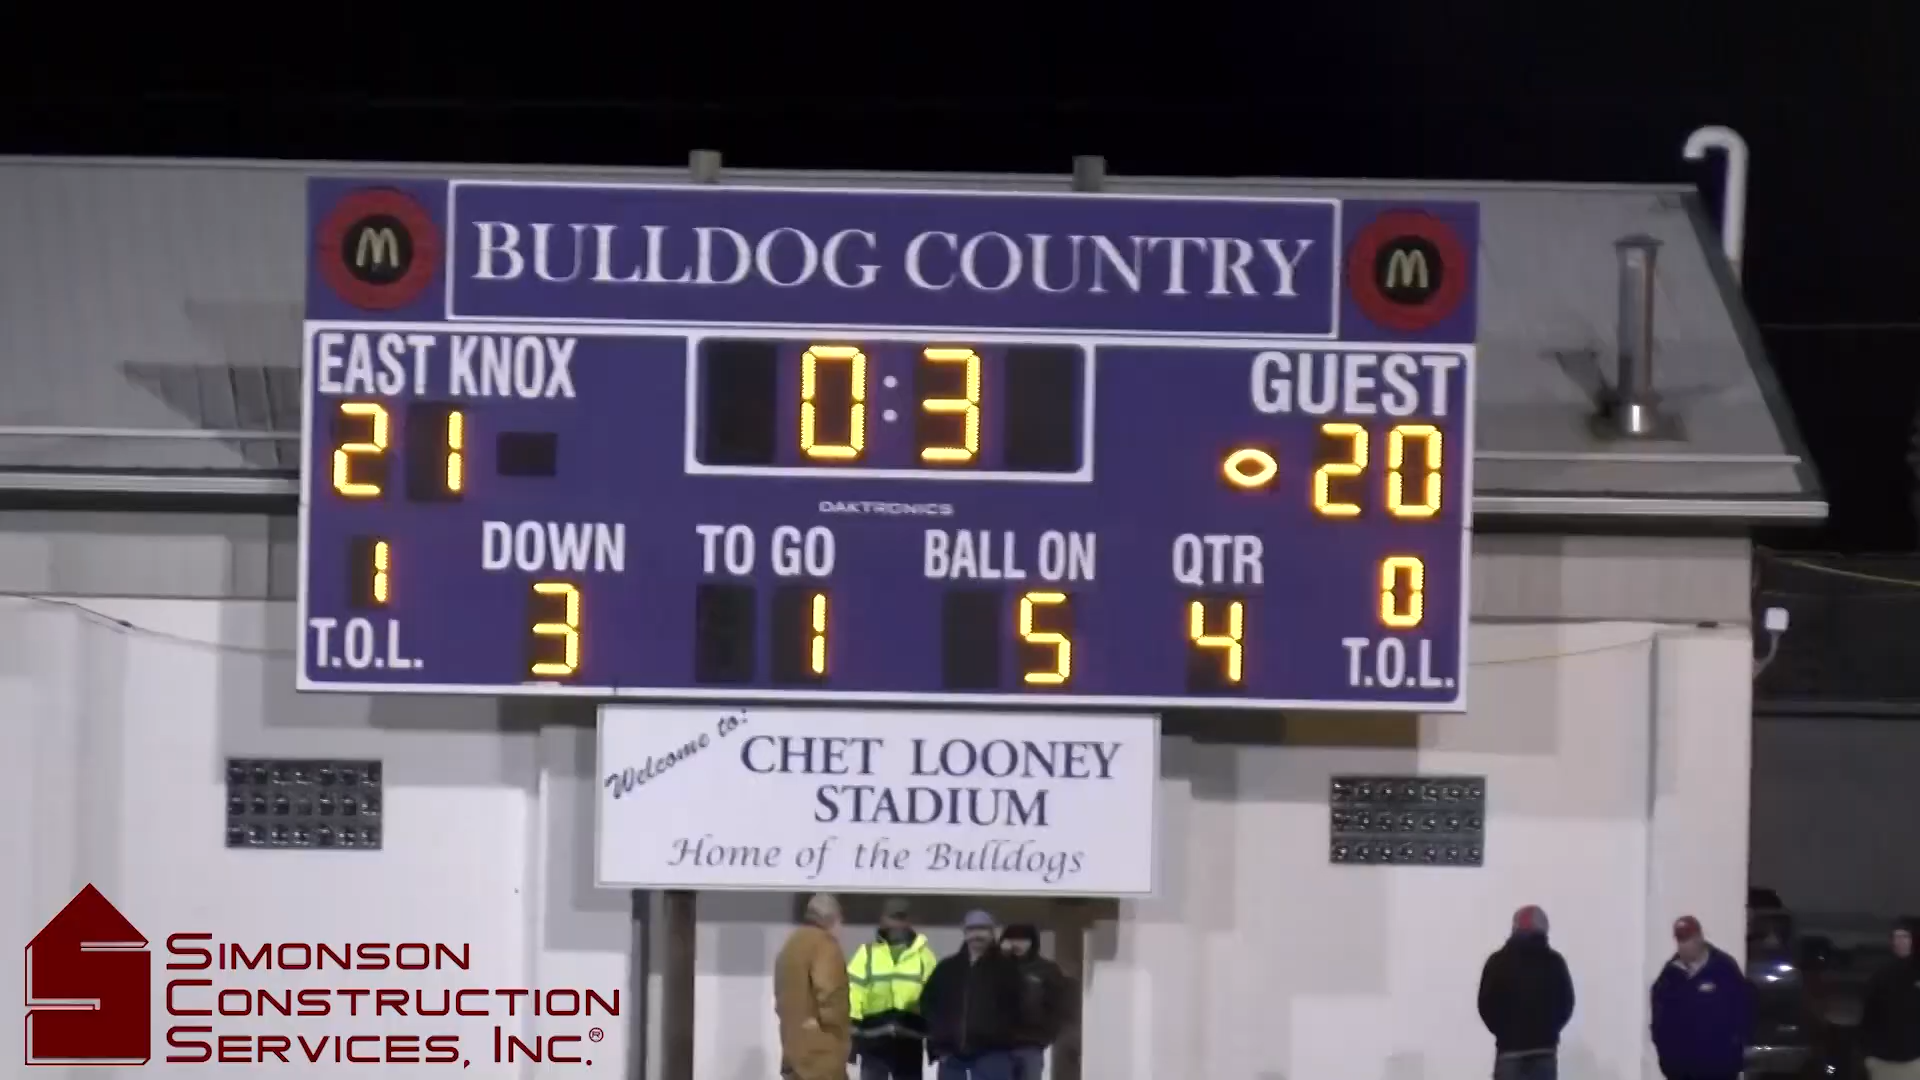 BULLDOG COUNTRY
M
M
EAST KNOX
0:3
GUEST
21
20
DAKTRONICS
DOWN
TO GO
BALL ON
QTR
1
3
1
5
4
0
T.O.L.
T.O.L.
Welcome to:
CHET LOONEY
STADIUM
Home of the Bulldogs
SIMONSON
CONSTRUCTION
SERVICES, INC.®